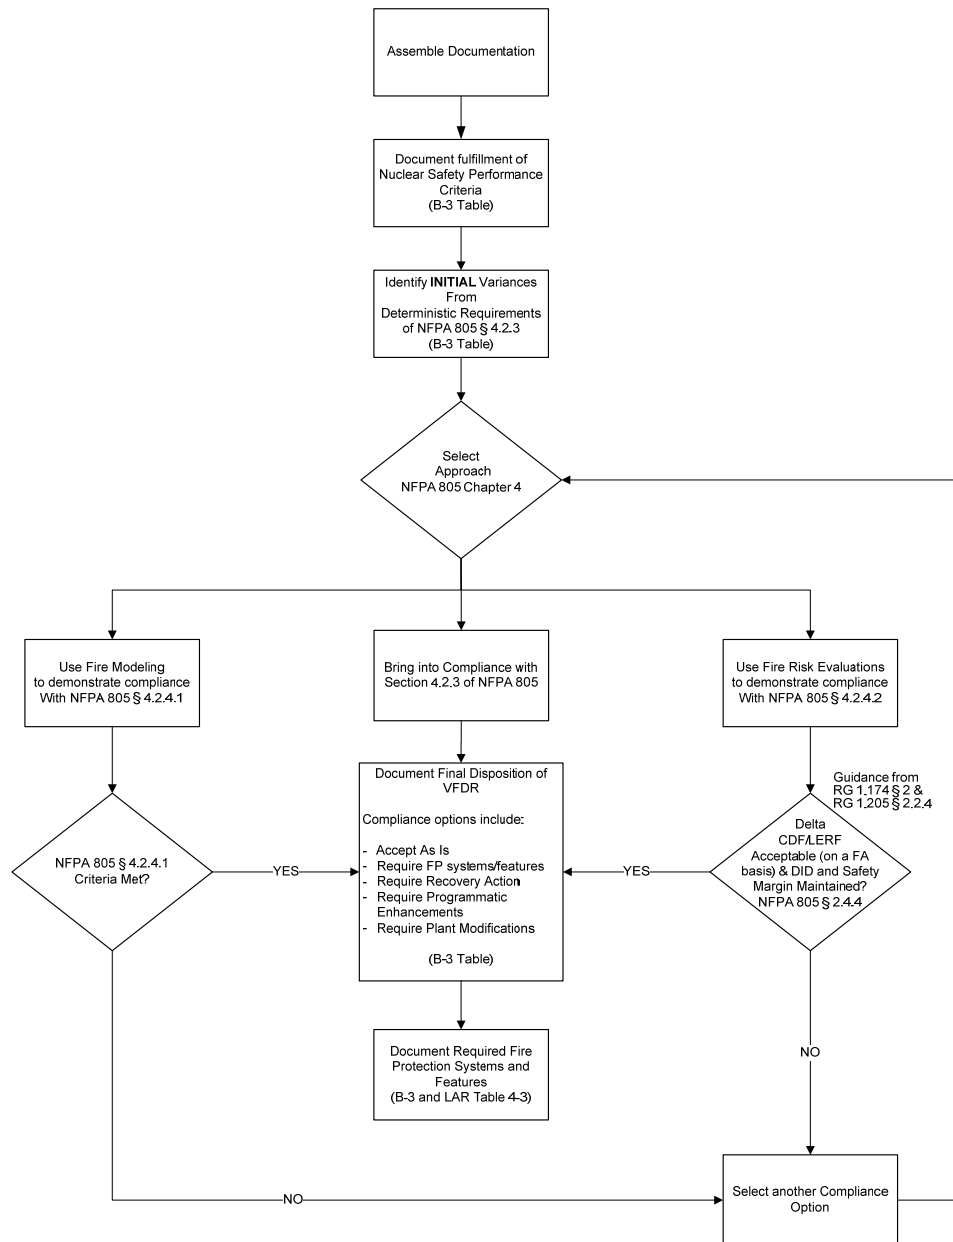 Assemble Documentation
Document fulfillment of
Nuclear Safety Performance
Criteria
(B-3 Table)
Identify INITIAL Variances
From
Deterministic Requirements
of NFPA 805 § 4.2.3
(B-3 Table)
Select
Approach
NFPA 805 Chapter 4
Use Fire Modeling
to demonstrate compliance
With NFPA 805 § 4.2.4.1
Bring into Compliance with
Section 4.2.3 of NFPA 805
Use Fire Risk Evaluations
to demonstrate compliance
With NFPA 805 § 4.2.4.2
Guidance from
RG 1.174 § 2 &
RG 1.205 § 2.2.4
NFPA 805 § 4.2.4.1
Criteria Met?
YES
Document Final Disposition of
VFDR
Compliance options include:
- Accept As Is
- Require FP systems/features
- Require Recovery Action
- Require Programmatic
Enhancements
- Require Plant Modifications
(B-3 Table)
YES
Delta
CDF/LERF
Acceptable (on a FA
basis) & DID and Safety
Margin Maintained?
NFPA 805 § 2.4.4
Document Required Fire
Protection Systems and
Features
(B-3 and LAR Table 4-3)
NO
NO
Select another Compliance
Option